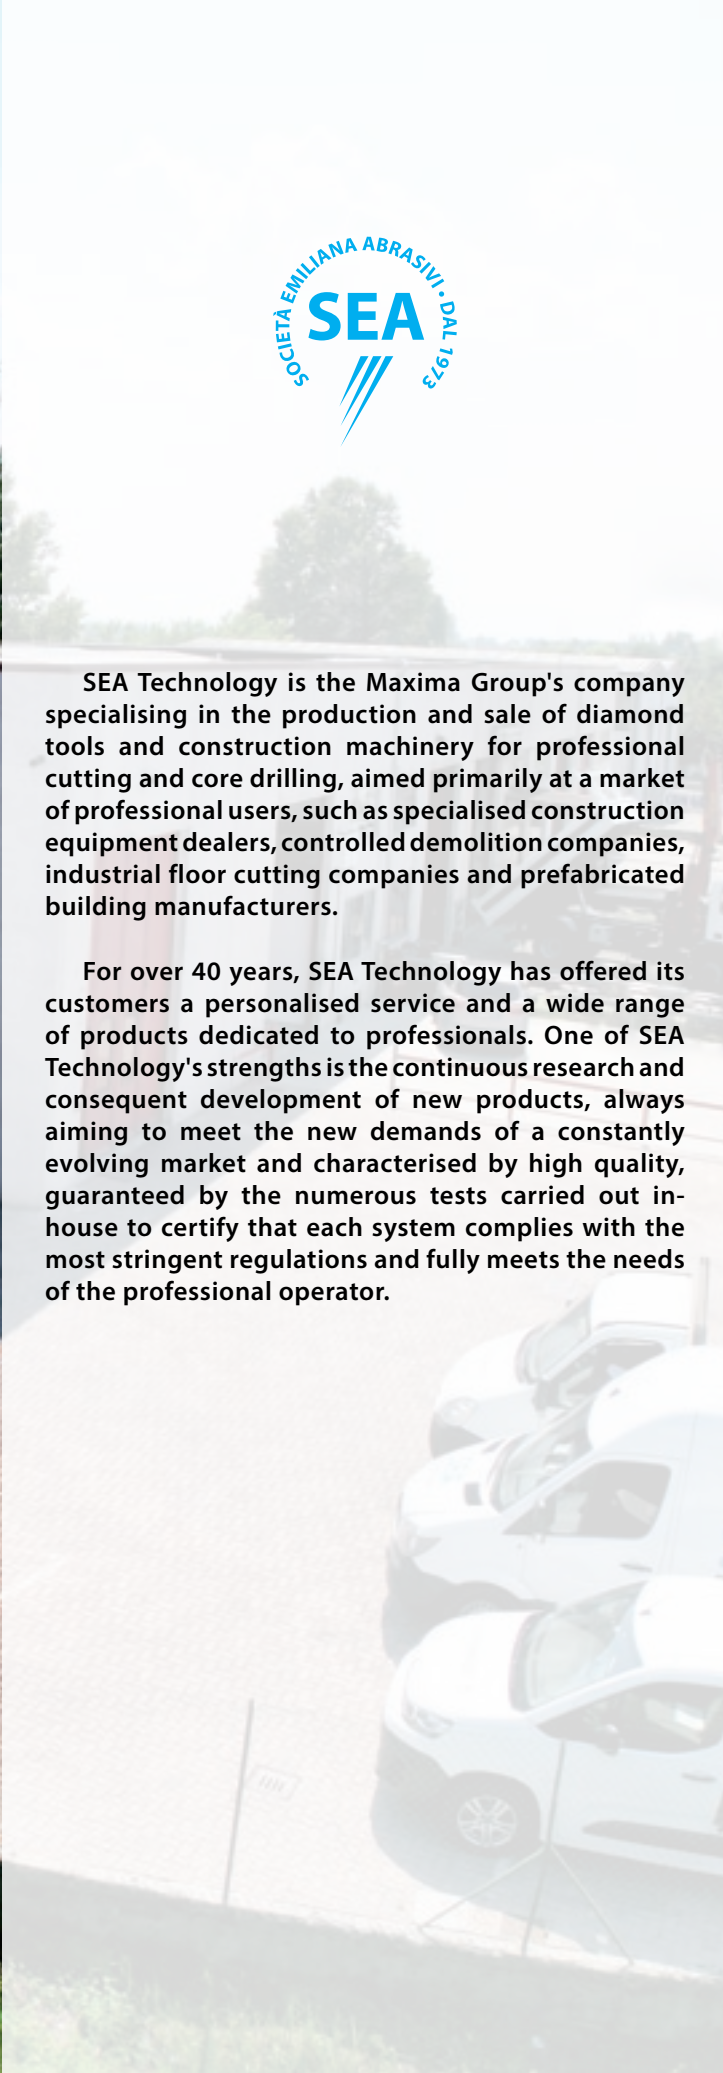 SOCIETÀ EMILIANA ABRASIVI • DAL 1973
SEA
SEA Technology is the Maxima Group's company
specialising in the production and sale of diamond
tools and construction machinery for professional
cutting and core drilling, aimed primarily at a market
of professional users, such as specialised construction
equipment dealers, controlled demolition companies,
industrial floor cutting companies and prefabricated
building manufacturers.
For over 40 years, SEA Technology has offered its
customers a personalised service and a wide range
of products dedicated to professionals. One of SEA
Technology's strengths is the continuous research and
consequent development of new products, always
aiming to meet the new demands of a constantly
evolving market and characterised by high quality,
guaranteed by the numerous tests carried out in-
house to certify that each system complies with the
most stringent regulations and fully meets the needs
of the professional operator.